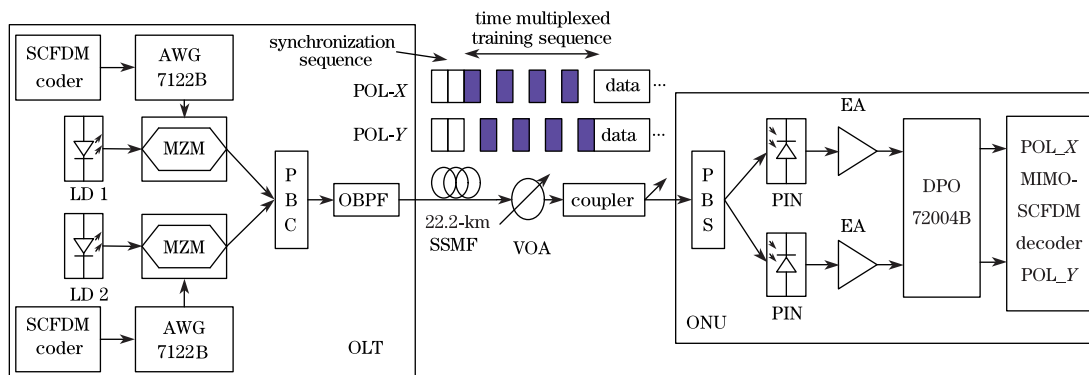 SCFDM
coder
AWG
7122B
MZM
LD 1
MZM
LD 2
SCFDM
coder
AWG
7122B
P
B
C
OBPF
OLT
synchronization
sequence
time multiplexed
training sequence
POL-X
data
...
POL-Y
data
...
22.2-km
SSMF
VOA
coupler
P
B
S
PIN
EA
PIN
EA
DPO
72004B
POL_X
MIMO-
SCFDM
decoder
POL_Y
ONU